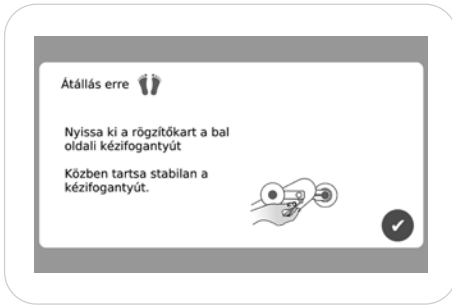 Átállás erre
Nyissa ki a rögzítőkart a bal
oldali kézifogantyút
Közben tartsa stabilan a
kézifogantyút.